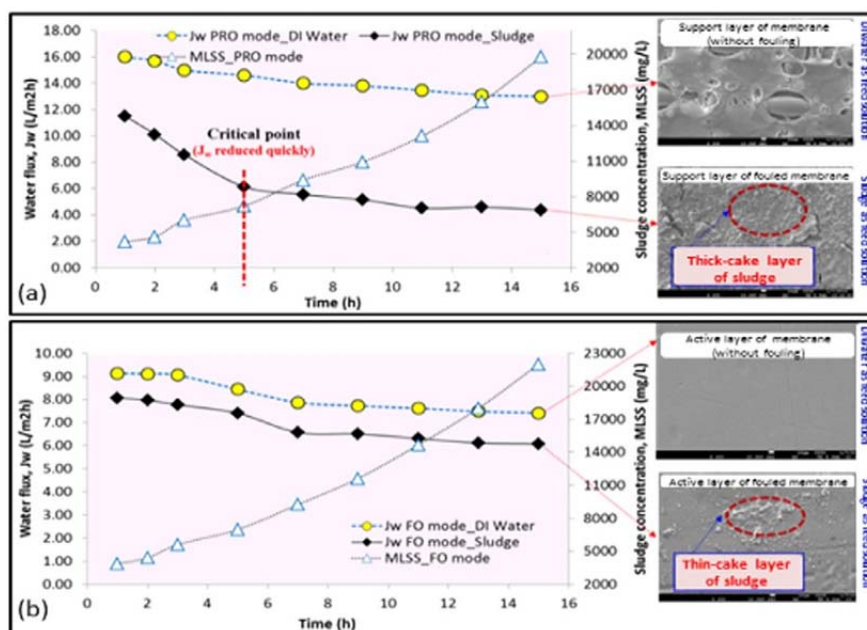 Jw PRO mode_DI Water
Jw PRO mode_Sludge
MLSS_PRO mode
18.00
16.00
14.00
12.00
10.00
8.00
6.00
4.00
2.00
0.00
Water flux, Jw (L/m2h)
Critical point
(Jw reduced quickly)
0
2
4
6
8
10
12
14
16
Time (h)
20000
17000
14000
11000
8000
5000
2000
Sludge concentration, MLSS (mg/L)
(a)
Support layer of membrane
(without fouling)
Support layer of fouled membrane
Thick-cake layer
of sludge
10.00
9.00
8.00
7.00
6.00
5.00
4.00
3.00
2.00
1.00
0.00
Water flux, Jw (L/m2h)
Jw FO mode_DI Water
Jw FO mode_Sludge
MLSS_FO mode
0
2
4
6
8
10
12
14
16
Time (h)
23000
20000
17000
14000
11000
8000
5000
2000
Sludge concentration, MLSS (mg/L)
(b)
Active layer of membrane
(without fouling)
Active layer of fouled membrane
Thin-cake layer
of sludge